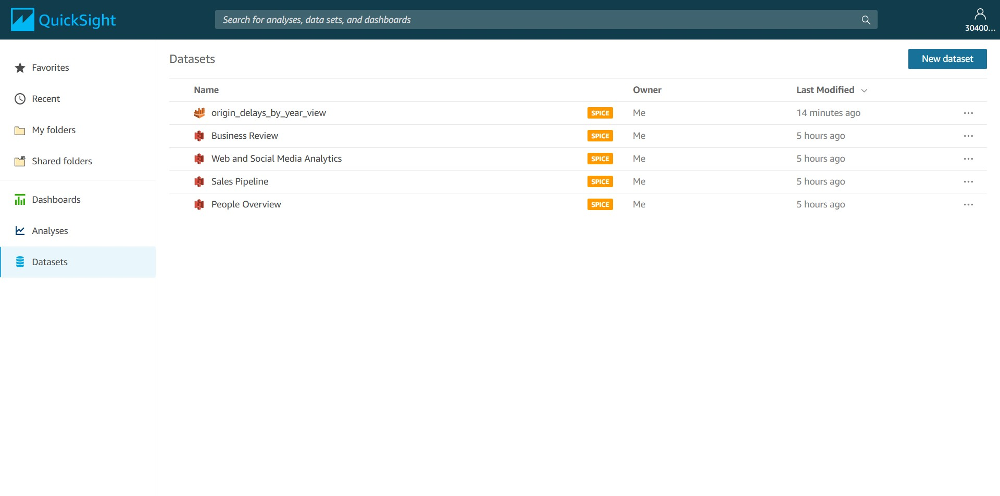 QuickSight
Search for analyses, data sets, and dashboards
30400...
Favorites
Recent
My folders
Shared folders
Dashboards
Analyses
Datasets
Datasets
New dataset
Name Owner Last Modified
origin_delays_by_year_view SPICE Me 14 minutes ago
Business Review SPICE Me 5 hours ago
Web and Social Media Analytics SPICE Me 5 hours ago
Sales Pipeline SPICE Me 5 hours ago
People Overview SPICE Me 5 hours ago